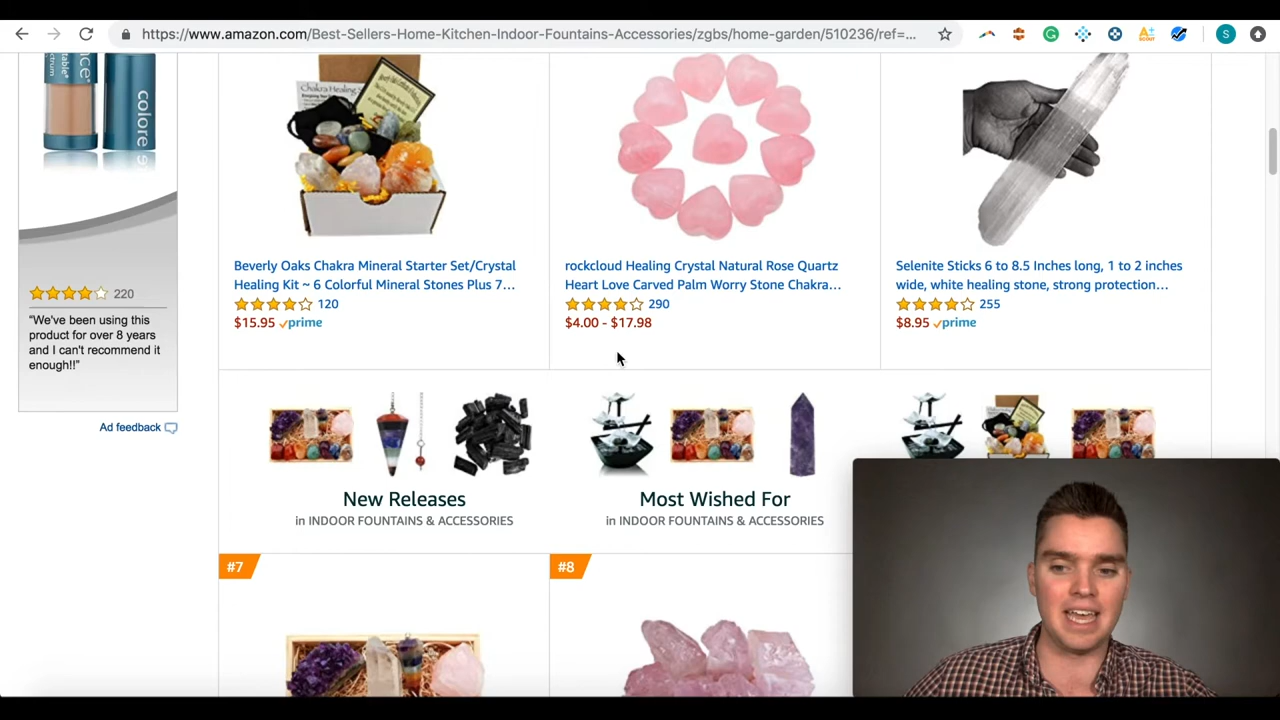 https://www.amazon.com/Best-Sellers-Home-Kitchen-Indoor-Fountains-Accessories/zgbs/home-garden/510236/ref=...
S
colore
220
"We've been using this
product for over 8 years
and I can't recommend it
enough!!"
Ad feedback
Chakra Healing
Beverly Oaks Chakra Mineral Starter Set/Crystal
Healing Kit ~ 6 Colorful Mineral Stones Plus 7...
120
$15.95 prime
rockcloud Healing Crystal Natural Rose Quartz
Heart Love Carved Palm Worry Stone Chakra...
290
$4.00 - $17.98
Selenite Sticks 6 to 8.5 Inches long, 1 to 2 inches
wide, white healing stone, strong protection...
255
$8.95 prime
New Releases
in INDOOR FOUNTAINS & ACCESSORIES
Most Wished For
in INDOOR FOUNTAINS & ACCESSORIES
#7
#8